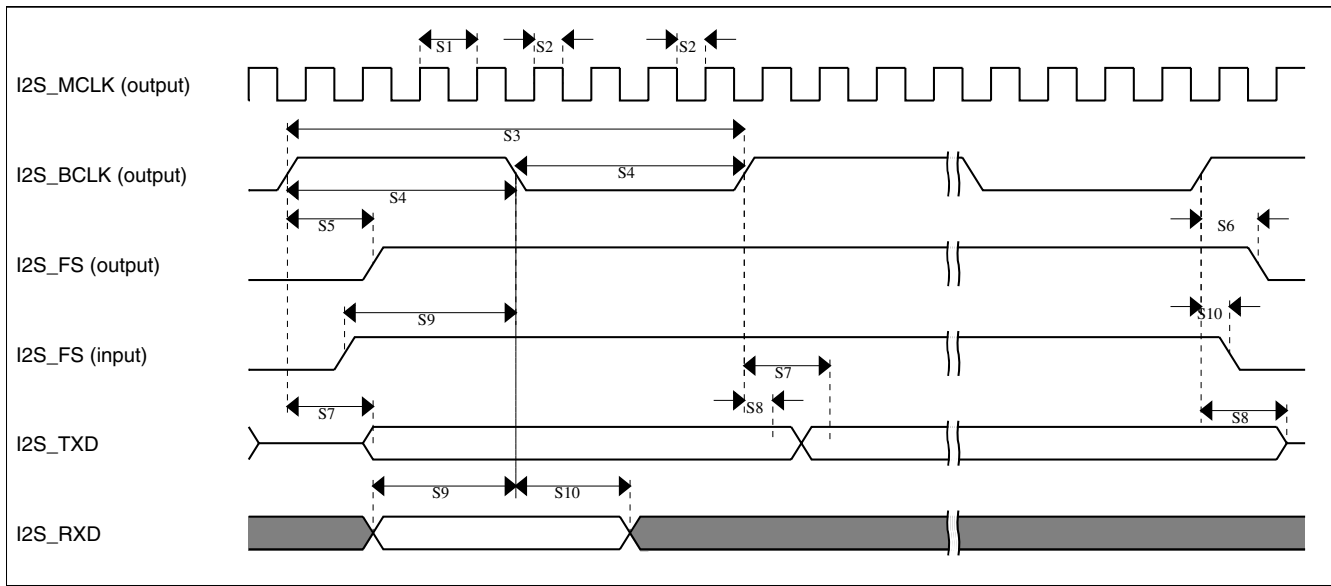 S1 S2 S2
I2S_MCLK (output)
S3
I2S_BCLK (output)
S4
S4
S5 S6
I2S_FS (output)
S9 S10
I2S_FS (input)
S7
S7 S8 S8
I2S_TXD
S9 S10
I2S_RXD